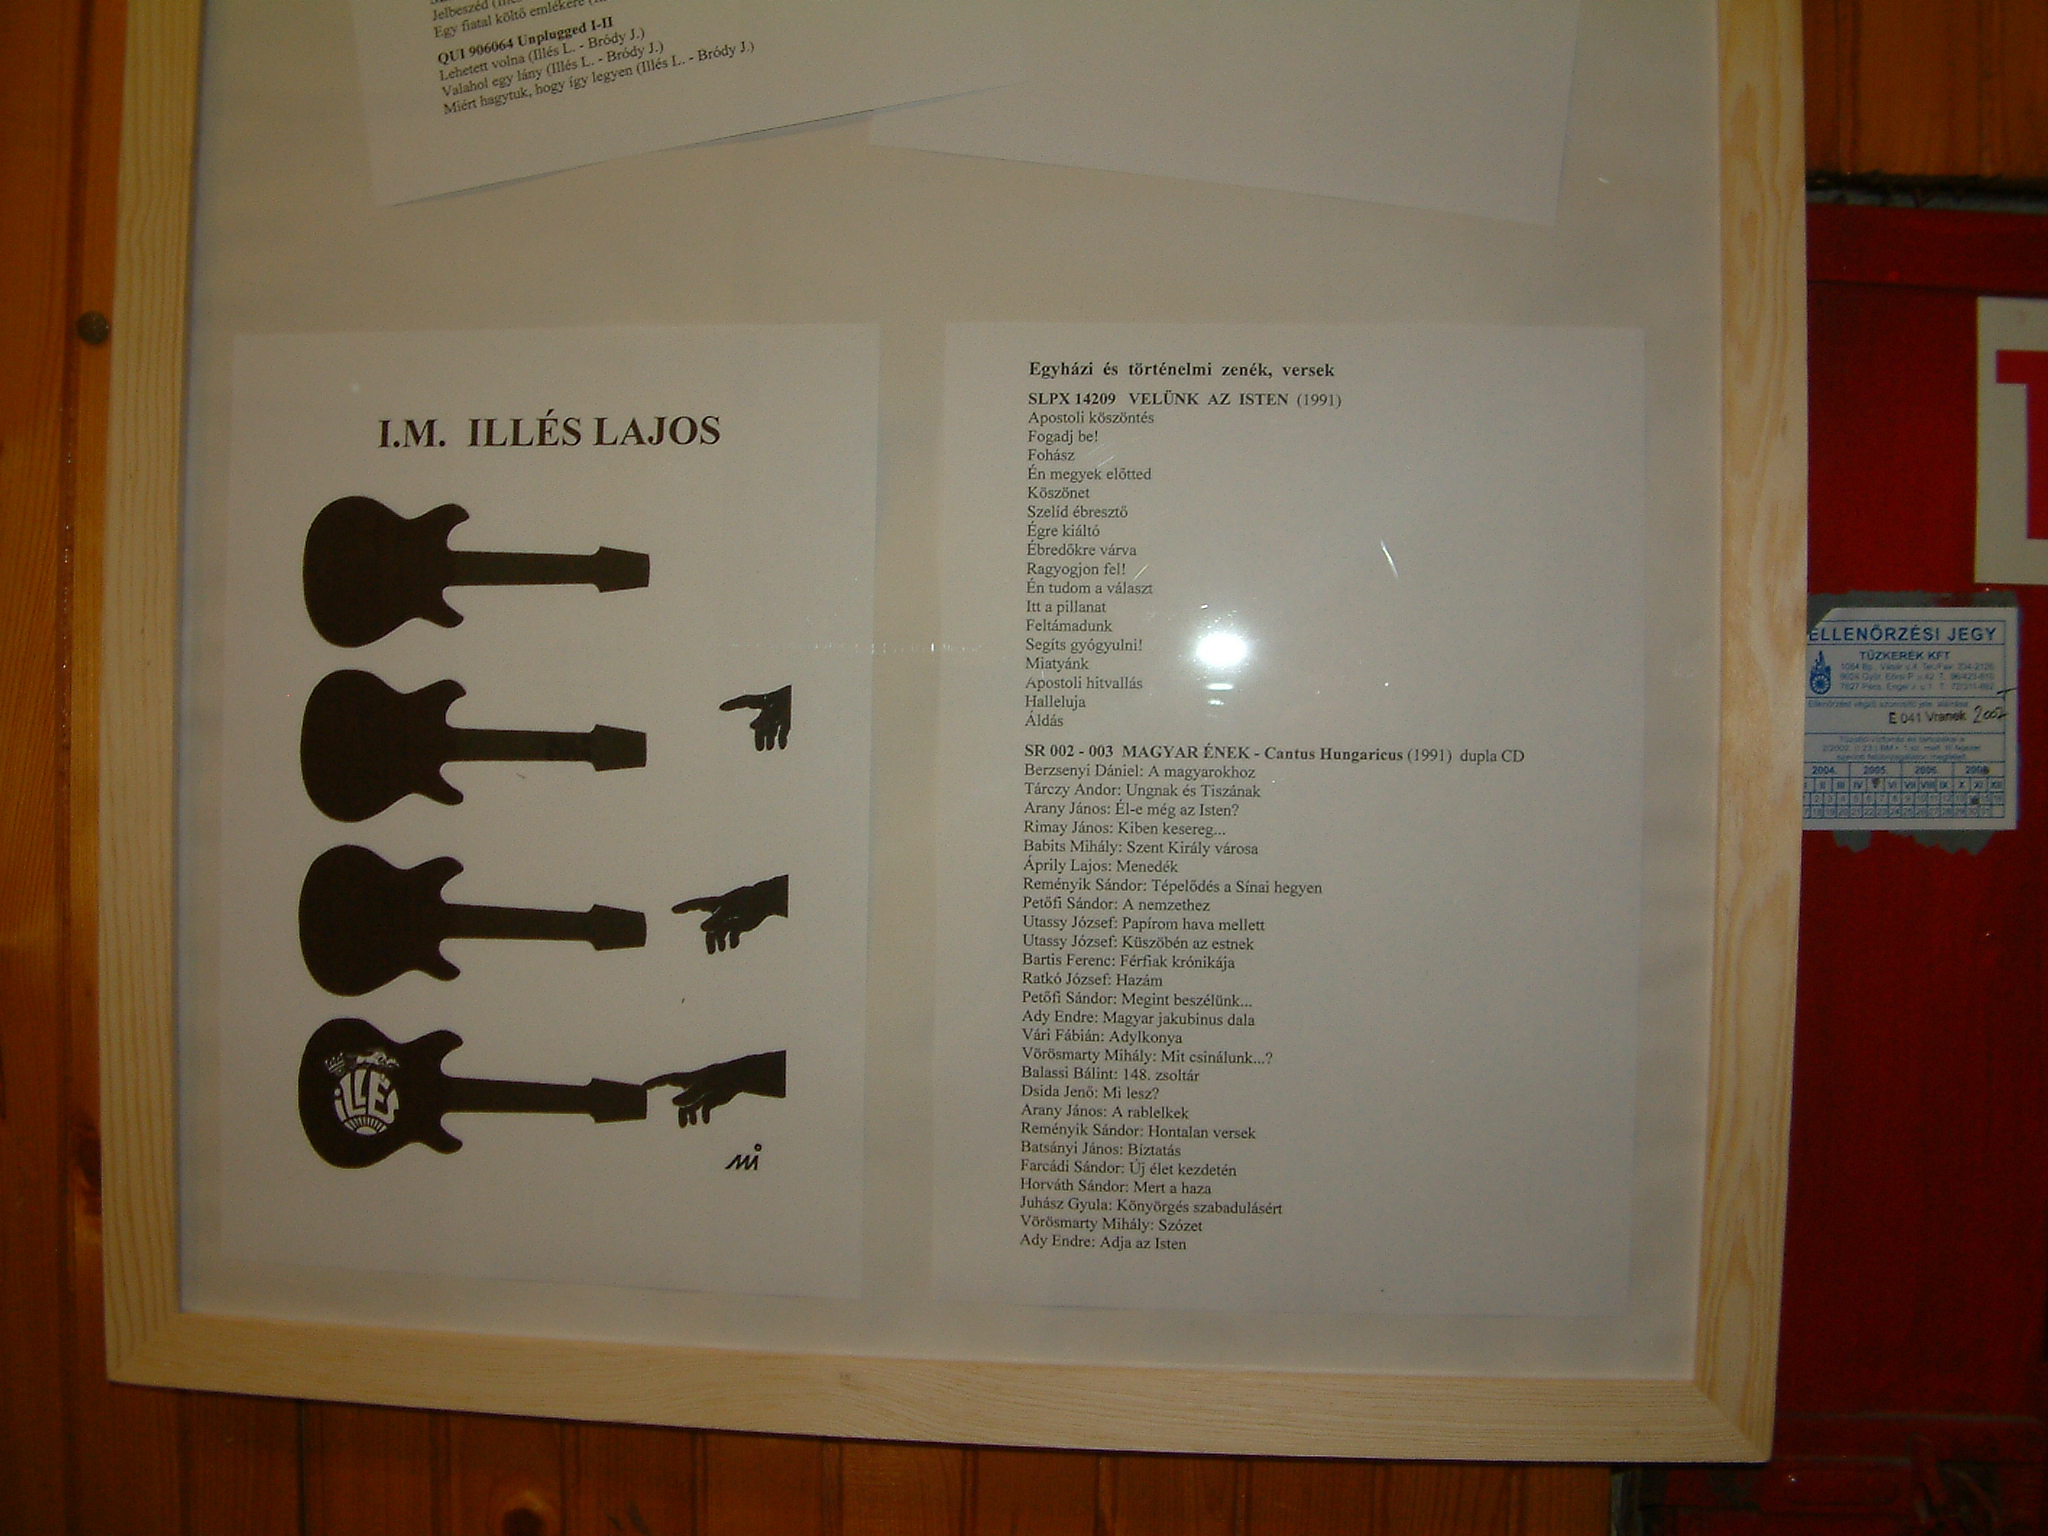 Jelbeszéd
Egy fiatal költő emlékére
QUI 906064 Unplugged I-II
Lehetett volna (Illés L. - Bródy J.)
Valahol egy lány (Illés L. - Bródy J.)
Miért hagytuk, hogy így legyen (Illés L. - Bródy J.)
I.M. ILLÉS LAJOS
ILLÉS
Egyházi és történelmi zenék, versek
SLPX 14209 VELÜNK AZ ISTEN (1991)
Apostoli köszöntés
Fogadj be!
Fohász
Én megyek előtted
Köszönet
Szelíd ébresztő
Égre kiáltó
Ébredőkre várva
Ragyogjon fel!
Én tudom a választ
Itt a pillanat
Feltámadunk
Segíts gyógyulni!
Miatyánk
Apostoli hitvallás
Halleluja
Áldás
SR 002 - 003 MAGYAR ÉNEK - Cantus Hungaricus (1991) dupla CD
Berzsenyi Dániel: A magyarokhoz
Tárczy Andor: Ungnak és Tiszának
Arany János: Él-e még az Isten?
Rimay János: Kiben kesereg...
Babits Mihály: Szent Király városa
Áprily Lajos: Menedék
Reményik Sándor: Tépelődés a Sínai hegyen
Petőfi Sándor: A nemzethez
Utassy József: Papírom hava mellett
Utassy József: Küszöbén az estnek
Bartis Ferenc: Férfiak krónikája
Ratkó József: Hazám
Petőfi Sándor: Megint beszélünk...
Ady Endre: Magyar jakubinus dala
Vári Fábián: Adylkonya
Vörösmarty Mihály: Mit csinálunk...?
Balassi Bálint: 148. zsoltár
Dsida Jenő: Mi lesz?
Arany János: A rablelkek
Reményik Sándor: Hontalan versek
Batsányi János: Bíztatás
Farcádi Sándor: Új élet kezdetén
Horváth Sándor: Mert a haza
Juhász Gyula: Könyörgés szabadulásért
Vörösmarty Mihály: Szózet
Ady Endre: Adja az Isten
ELLENŐRZÉSI JEGY
TŰZKEREK KFT
E 041 Vranek
2004. 2005. 2006.